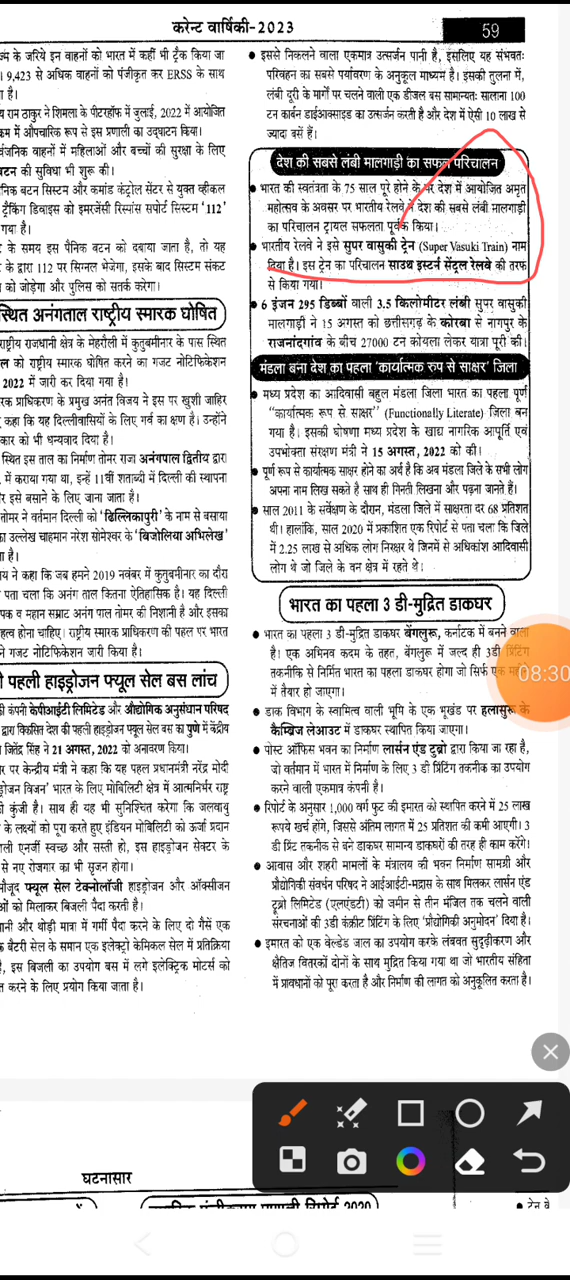 करेन्ट वार्षिकी-2023
59
ज्य के जरिये इन वाहनों को भारत में कहीं भी ट्रैक किया जा
। 9,423 से अधिक वाहनों को पंजीकृत कर ERSS के साथ
ा है।
य राम ठाकुर ने शिमला के पीटरहॉफ में जुलाई, 2022 में आयोजित
क्रम में औपचारिक रूप से इस प्रणाली का उद्घाटन किया।
र्वजनिक वाहनों में महिलाओं और बच्चों की सुरक्षा के लिए
बटन की सुविधा भी शुरू की।
निक बटन सिस्टम और कमांड कंट्रोल सेंटर से युक्त व्हीकल
ट्रैकिंग डिवाइस को इमरजेंसी रिस्पांस सपोर्ट सिस्टम '112'
गया है।
के समय इस पैनिक बटन को दबाया जाता है, तो यह
के द्वारा 112 पर सिग्नल भेजेगा, इसके बाद सिस्टम संकट
को जोड़ेगा और पुलिस को सतर्क करेगा।
स्थित अनंगताल राष्ट्रीय स्मारक घोषित
राष्ट्रीय राजधानी क्षेत्र के मेहरौली में कुतुबमीनार के पास स्थित
ल को राष्ट्रीय स्मारक घोषित करने का गजट नोटिफिकेशन
2022 में जारी कर दिया गया है।
रक प्राधिकरण के प्रमुख अनंत विजय ने इस पर खुशी जाहिर
कहा कि यह दिल्लीवासियों के लिए गर्व का क्षण है। उन्होंने
कार को भी धन्यवाद दिया है।
स्थित इस ताल का निर्माण तोमर राजा अनंगपाल द्वितीय द्वारा
में कराया गया था, इन्हें 11वीं शताब्दी में दिल्ली की स्थापना
र इसे बसाने के लिए जाना जाता है।
तोमर ने वर्तमान दिल्ली को 'ढिल्लिकापुरी' के नाम से बसाया
का उल्लेख चाहमान नरेश सोमेश्वर के 'बिजोलिया अभिलेख'
ा है।
य ने कहा कि जब हमने 2019 नवंबर में कुतुबमीनार का दौरा
पता चला कि अनंग ताल कितना ऐतिहासिक है। यह दिल्ली
पक व महान सम्राट अनंग पाल तोमर की निशानी है और इसका
हत्व होना चाहिए। राष्ट्रीय स्मारक प्राधिकरण की पहल पर भारत
ने गजट नोटिफिकेशन जारी किया है।
ी पहली हाइड्रोजन फ्यूल सेल बस लांच
की कंपनी केपीआईटी लिमिटेड और औद्योगिक अनुसंधान परिषद
द्वारा विकसित देश की पहली हाइड्रोजन फ्यूल सेल बस का पुणे में केंद्रीय
जितेंद्र सिंह ने 21 अगस्त, 2022 को अनावरण किया।
र पर केन्द्रीय मंत्री ने कहा कि यह पहल प्रधानमंत्री नरेंद्र मोदी
ड्रोजन विजन' भारत के लिए मोबिलिटी क्षेत्र में आत्मनिर्भर राष्ट्र
ी कुंजी है। साथ ही यह भी सुनिश्चित करेगा कि जलवायु
के लक्ष्यों को पूरा करते हुए इंडियन मोबिलिटी को ऊर्जा प्रदान
वाली एनर्जी स्वच्छ और सस्ती हो, इस हाइड्रोजन सेक्टर के
से नए रोजगार का भी सृजन होगा।
मौजूद फ्यूल सेल टेक्नोलॉजी हाइड्रोजन और ऑक्सीजन
ओं को मिलाकर बिजली पैदा करती है।
पानी और थोड़ी मात्रा में गर्मी पैदा करने के लिए दो गैसें एक
क बैटरी सेल के समान एक इलेक्ट्रो केमिकल सेल में प्रतिक्रिया
, इस बिजली का उपयोग बस में लगे इलेक्ट्रिक मोटर्स को
त करने के लिए प्रयोग किया जाता है।
● इससे निकलने वाला एकमात्र उत्सर्जन पानी है, इसलिए यह संभवतः
परिवहन का सबसे पर्यावरण के अनुकूल माध्यम है। इसकी तुलना में,
लंबी दूरी के मार्गों पर चलने वाली एक डीजल बस सामान्यतः सालाना 100
टन कार्बन डाईआक्साइड का उत्सर्जन करती है और देश में ऐसी 10 लाख से
ज्यादा बसें हैं।
देश की सबसे लंबी मालगाड़ी का सफल परिचालन
● भारत की स्वतंत्रता के 75 साल पूरे होने के पर देश में आयोजित अमृत
महोत्सव के अवसर पर भारतीय रेलवे ने देश की सबसे लंबी मालगाड़ी
का परिचालन ट्रायल सफलता पूर्वक किया।
● भारतीय रेलवे ने इसे सुपर वासुकी ट्रेन (Super Vasuki Train) नाम
दिया है। इस ट्रेन का परिचालन साउथ इस्टर्न सेंट्रल रेलवे की तरफ
से किया गया।
● 6 इंजन 295 डिब्बों वाली 3.5 किलोमीटर लंबी सुपर वासुकी
मालगाड़ी ने 15 अगस्त को छत्तीसगढ़ के कोरबा से नागपुर के
राजनांदगांव के बीच 27000 टन कोयला लेकर यात्रा पूरी की।
मंडला बना देश का पहला 'कार्यात्मक रुप से साक्षर' जिला
● मध्य प्रदेश का आदिवासी बहुल मंडला जिला भारत का पहला पूर्ण
"कार्यात्मक रूप से साक्षर" (Functionally Literate) जिला बन
गया है। इसकी घोषणा मध्य प्रदेश के खाद्य नागरिक आपूर्ति एवं
उपभोक्ता संरक्षण मंत्री ने 15 अगस्त, 2022 को की।
● पूर्ण रूप से कार्यात्मक साक्षर होने का अर्थ है कि अब मंडला जिले के सभी लोग
अपना नाम लिख सकते है साथ ही गिनती लिखना और पढ़ना जानते हैं।
● साल 2011 के सर्वेक्षण के दौरान, मंडला जिले में साक्षरता दर 68 प्रतिशत
थी। हालांकि, साल 2020 में प्रकाशित एक रिपोर्ट से पता चला कि जिले
में 2.25 लाख से अधिक लोग निरक्षर थे जिनमें से अधिकांश आदिवासी
लोग थे जो जिले के वन क्षेत्र में रहते थे।
भारत का पहला 3 डी-मुद्रित डाकघर
● भारत का पहला 3 डी-मुद्रित डाकघर बेंगलुरू, कर्नाटक में बनने वाला
है। एक अभिनव कदम के तहत, बेंगलूर में जल्द ही 3डी प्रिंटिंग
तकनीकि से निर्मित भारत का पहला डाकघर होगा जो सिर्फ एक
में तैयार हो जाएगा।
● डाक विभाग के स्वामित्व वाली भूमि के एक भूखंड पर हलासुरू के
कैम्ब्रिज लेआउट में डाकघर स्थापित किया जाएगा।
● पोस्ट ऑफिस भवन का निर्माण लार्सन एंड टुब्रो द्वारा किया जा रहा है,
जो वर्तमान में भारत में निर्माण के लिए 3 डी प्रिंटिग तकनीक का उपयोग
करने वाली एकमात्र कंपनी है।
● रिपोर्ट के अनुसार 1,000 वर्ग फुट की इमारत को स्थापित करने में 25 लाख
रूपये खर्च होंगे, जिससे अंतिम लागत में 25 प्रतिशत की कमी आएगी। 3
डी प्रिंट तकनीक से बने डाकघर सामान्य डाकघरों की तरह ही काम करेंगे।
● आवास और शहरी मामलों के मंत्रालय की भवन निर्माण सामग्री और
प्रौद्योगिकी संवर्धन परिषद ने आईआईटी-मद्रास के साथ मिलकर लार्सन एंड
टूब्रो लिमिटेड (एलएंडटी) को जमीन से तीन मंजिल तक चलने वाली
संरचनाओं की 3डी कंक्रीट प्रिंटिंग के लिए 'प्रौद्योगिकी अनुमोदन' दिया है।
● इमारत को एक वेल्डेड जाल का उपयोग करके लंबवत सुदृढ़ीकरण और
क्षैतिज वितरकों दोनों के साथ मुद्रित किया गया था जो भारतीय संहिता
में प्रावधानों को पूरा करता है और निर्माण की लागत को अनुकूलित करता है।
08:30
घटनासार
● ट्रेन वे